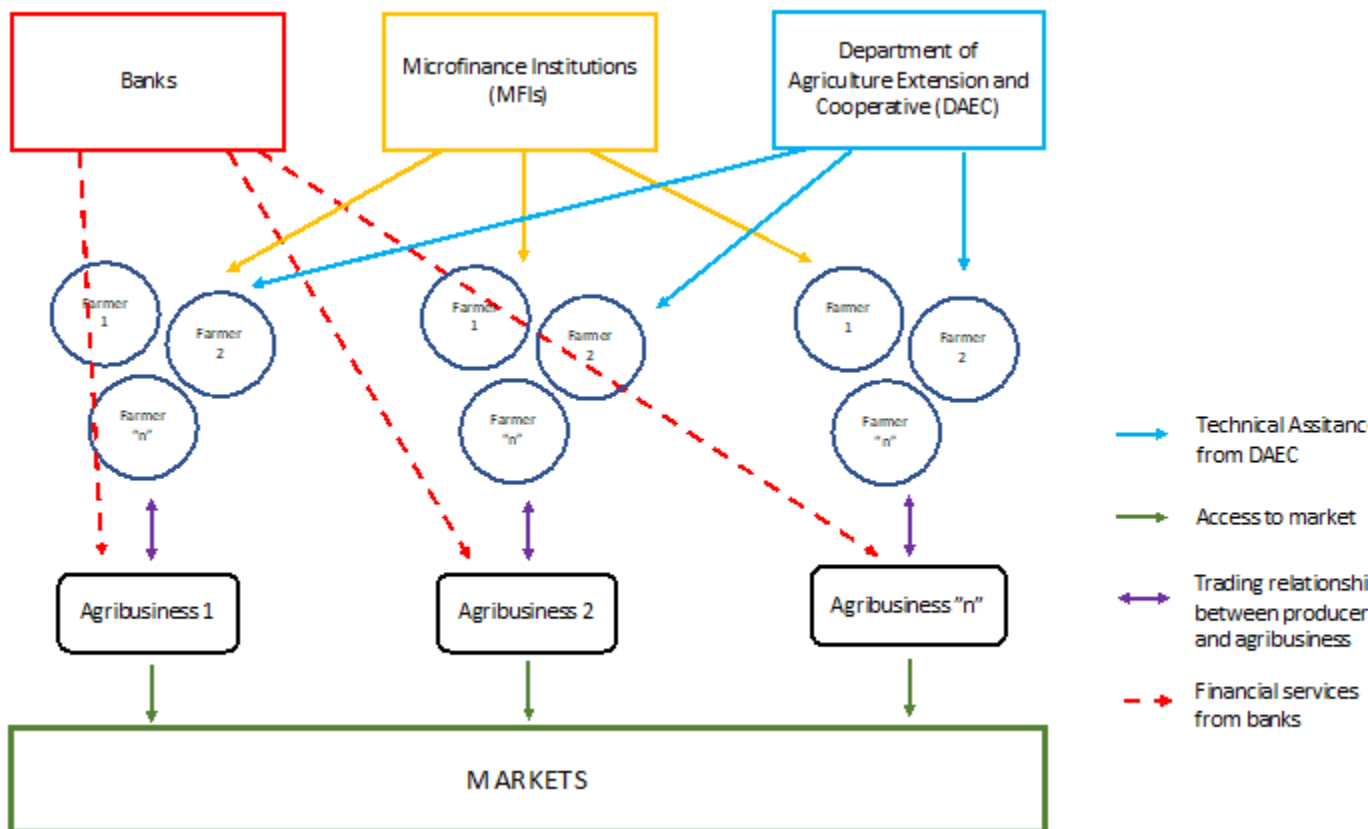 Banks
Microfinance Institutions
(MFIs)
Department of
Agriculture Extension and
Cooperative (DAEC)
Farmer
1
Farmer
2
Farmer
"n"
Farmer
1
Farmer
2
Farmer
"n"
Farmer
1
Farmer
2
Farmer
"n"
Agribusiness 1
Agribusiness 2
Agribusiness "n"
MARKETS
Technical Assitanc
from DAEC
Access to market
Trading relationshi
between producer
and agribusiness
Financial services
from banks